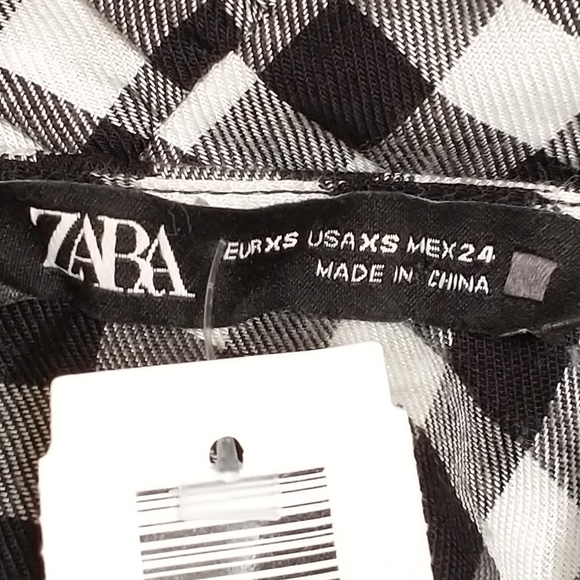 ZARA
EUR XS USA XS MEX 24
MADE IN CHINA